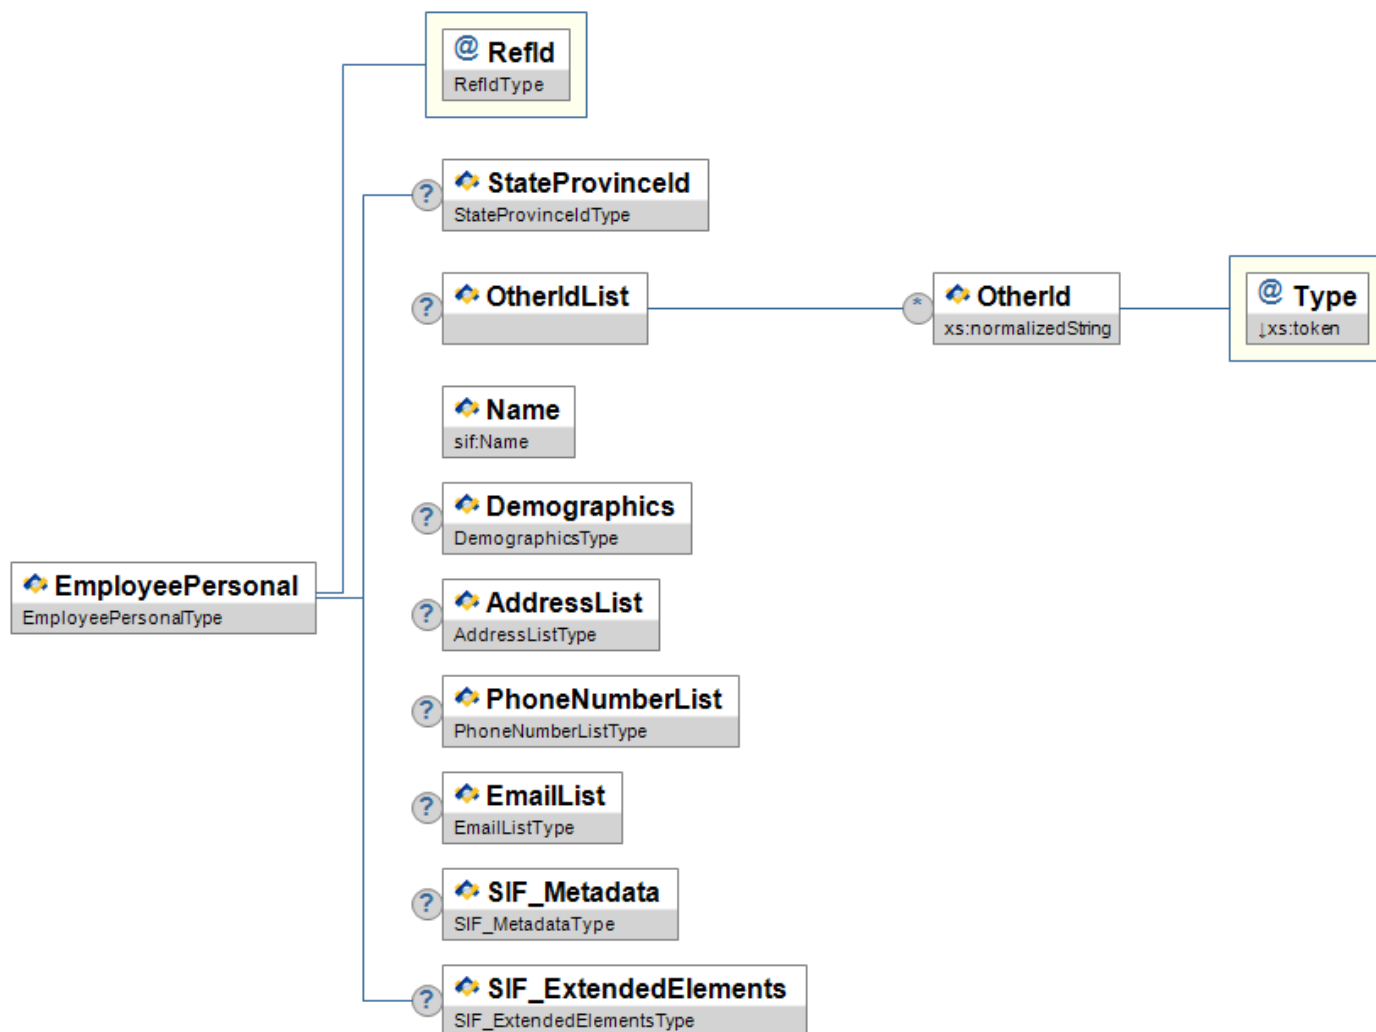 @ RefId
RefIdType
? StateProvinceId
StateProvinceIdType
? OtherIdList
* OtherId
xs:normalizedString
@ Type
↓xs:token
Name
sif:Name
? Demographics
DemographicsType
EmployeePersonal
EmployeePersonalType
? AddressList
AddressListType
? PhoneNumberList
PhoneNumberListType
? EmailList
EmailListType
? SIF_Metadata
SIF_MetadataType
? SIF_ExtendedElements
SIF_ExtendedElementsType